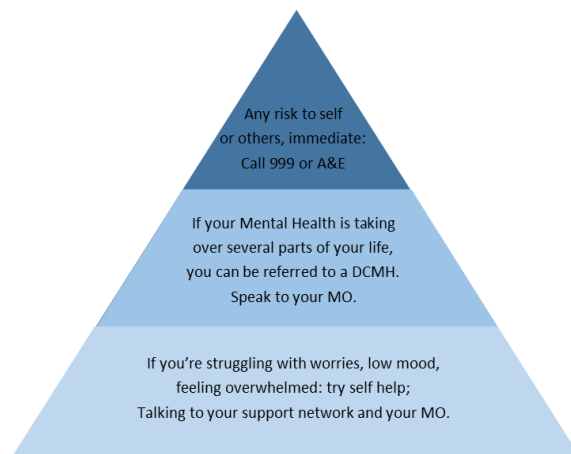 Any risk to self
or others, immediate:
Call 999 or A&E
If your Mental Health is taking
over several parts of your life,
you can be referred to a DCMH.
Speak to your MO.
If you’re struggling with worries, low mood,
feeling overwhelmed: try self help;
Talking to your support network and your MO.